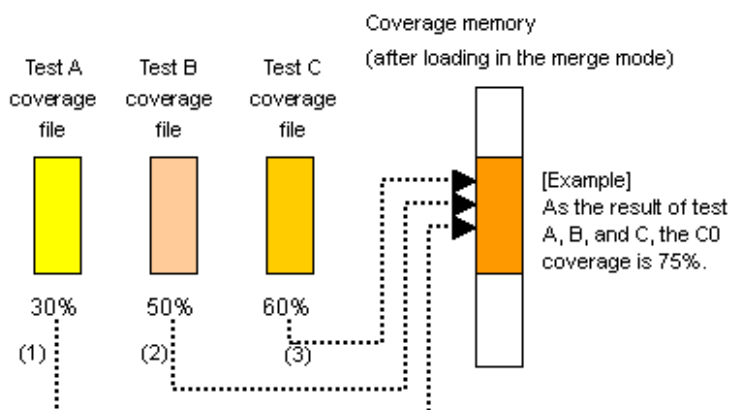 Coverage memory
(after loading in the merge mode)
Test A
coverage
file
Test B
coverage
file
Test C
coverage
file
[Example]
As the result of test
A, B, and C, the C0
coverage is 75%.
30%
50%
60%
(1)
(2)
(3)